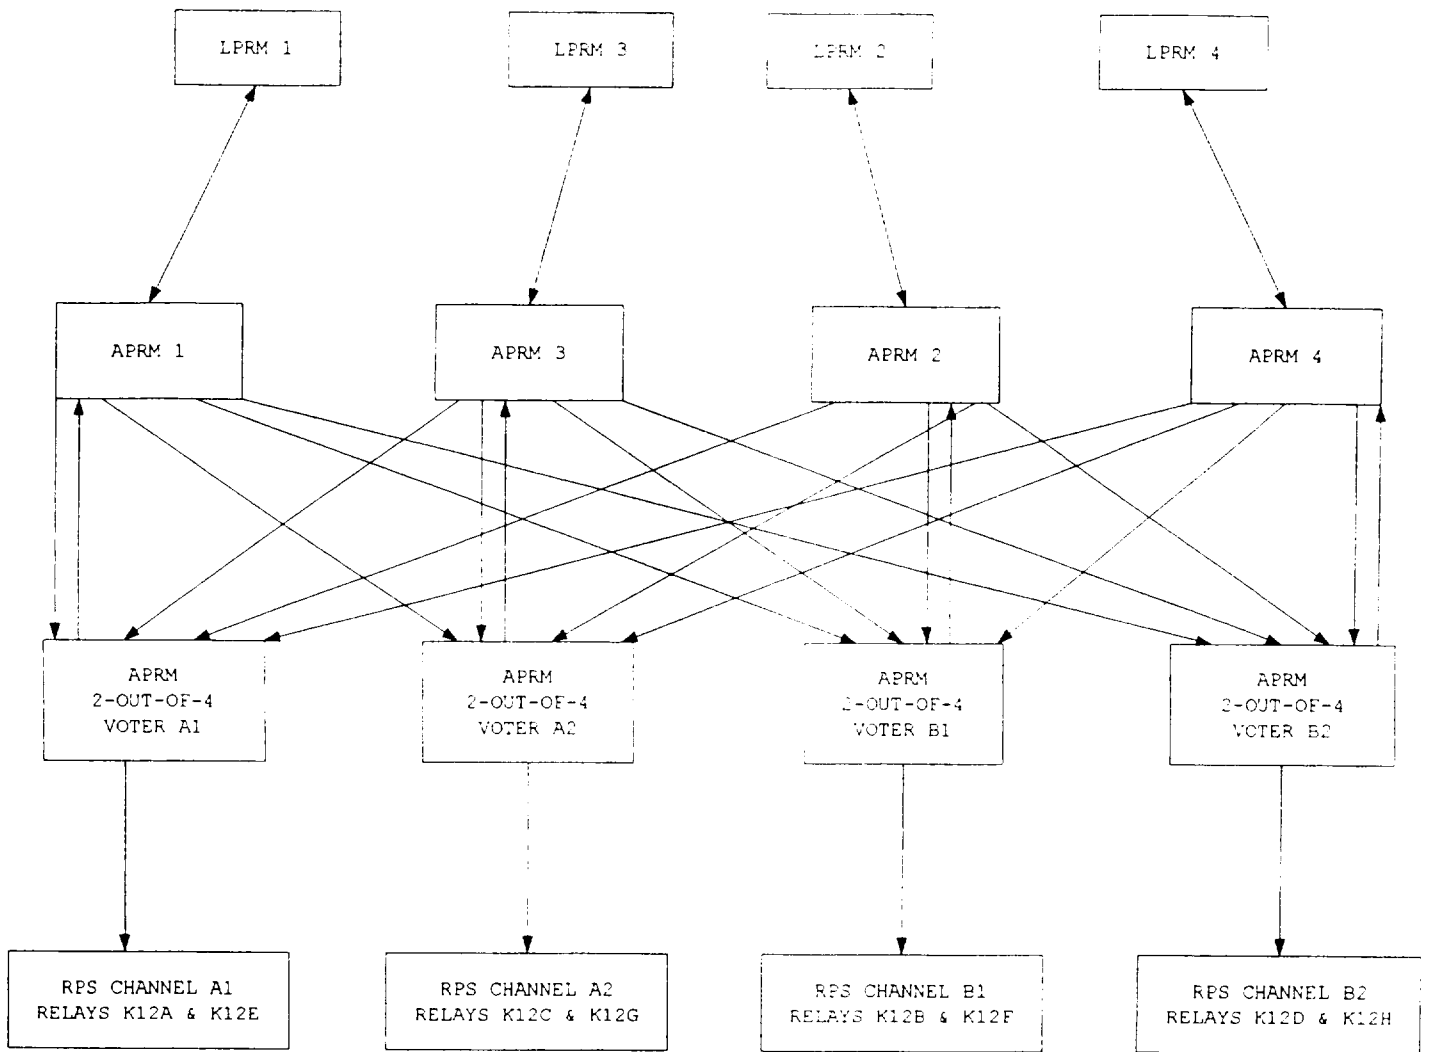 LPRM 1
LPRM 3
LPRM 2
LPRM 4
APRM 1
APRM 3
APRM 2
APRM 4
APRM
2-OUT-OF-4
VOTER A1
APRM
2-OUT-OF-4
VOTER A2
APRM
2-OUT-OF-4
VOTER B1
APRM
2-OUT-OF-4
VOTER B2
RPS CHANNEL A1
RELAYS K12A & K12E
RPS CHANNEL A2
RELAYS K12C & K12G
RPS CHANNEL B1
RELAYS K12B & K12F
RPS CHANNEL B2
RELAYS K12D & K12H